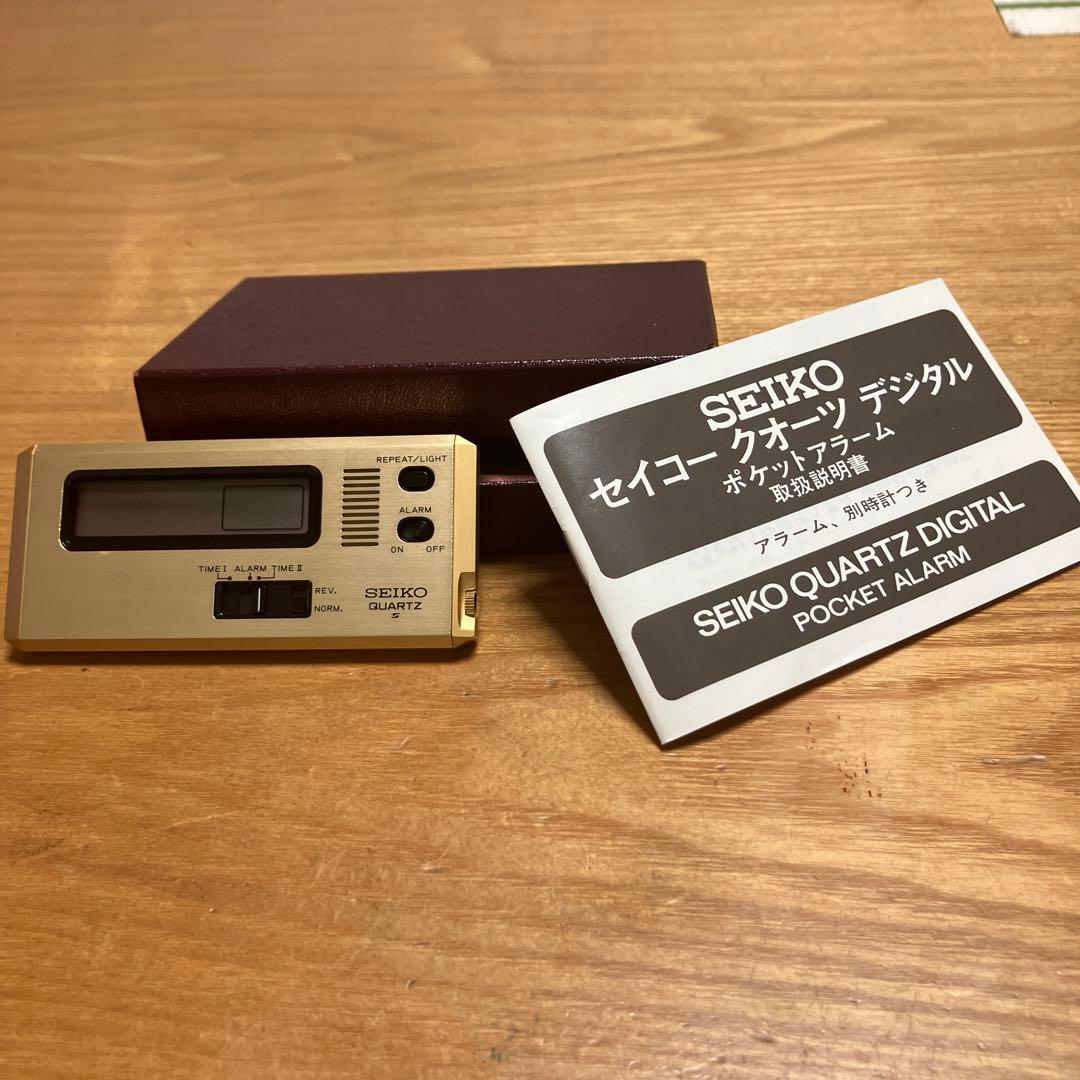 REPEAT/LIGHT
ALARM
ON OFF
TIME I ALARM TIME II
REV.
NORM.
SEIKO
QUARTZ
S
SEIKO
セイコー クオーツ デジタル
ポケットアラーム
取扱説明書
アラーム、別時計つき
SEIKO QUARTZ DIGITAL
POCKET ALARM